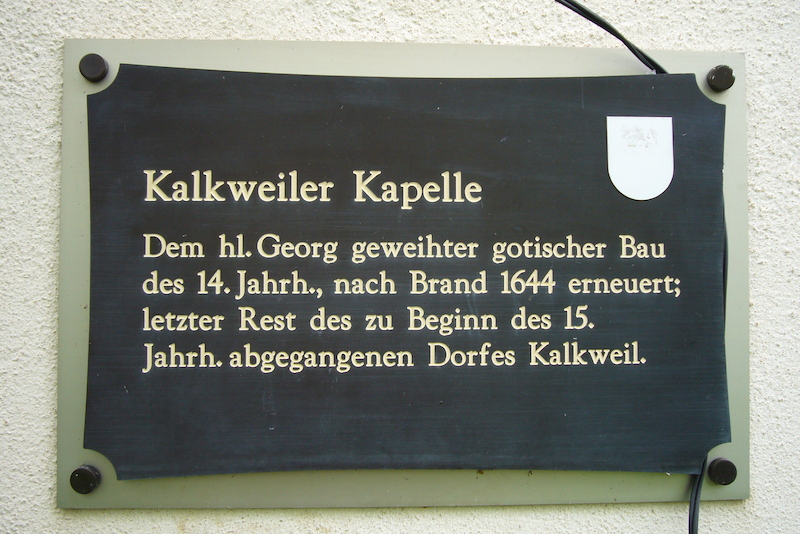 Kalkweiler Kapelle
Dem hl. Georg geweihter gotischer Bau
des 14. Jahrh., nach Brand 1644 erneuert;
letzter Rest des zu Beginn des 15.
Jahrh. abgegangenen Dorfes Kalkweil.